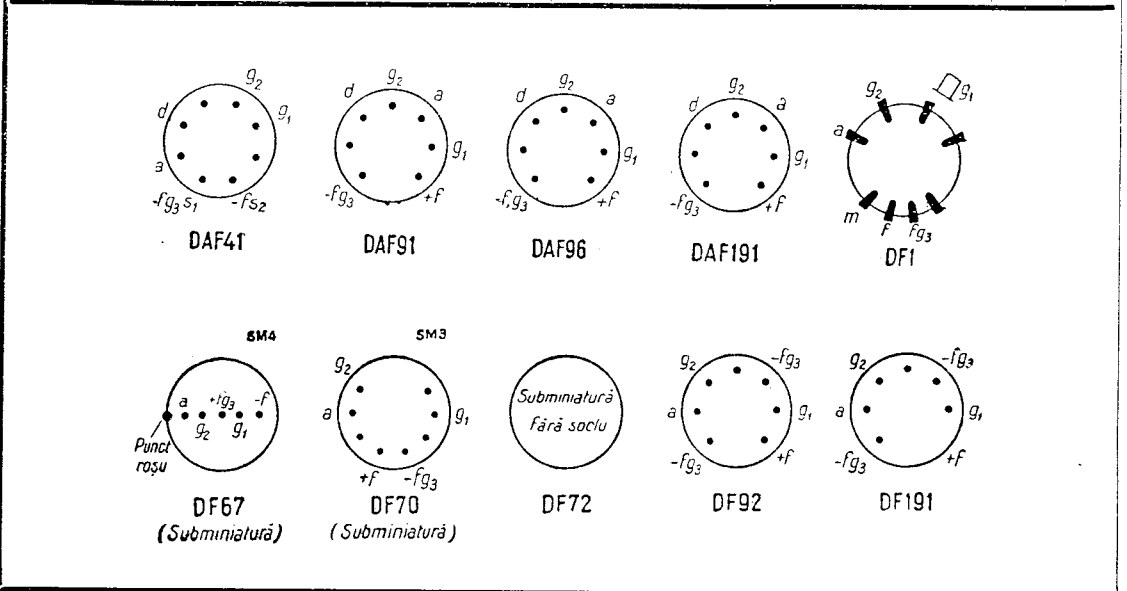 g₂
g₁
d
a
-fg₃ s₁
-fs₂
DAF41
g₂
d
a
g₁
-fg₃
+f
DAF91
g₂
d
a
g₁
-f,g₃
+f
DAF96
g₂
d
a
g₁
-fg₃
+f
DAF191
g₂
g₁
a
m
f
fg₃
DF1
SM4
a
+fg₃
-f
g₂
g₁
Punct
roșu
DF67
(Subminiatură)
SM3
g₂
a
g₁
+f
-fg₃
DF70
(Subminiatură)
Subminiatură
fără soclu
DF72
g₂
-fg₃
a
g₁
-fg₃
+f
DF92
g₂
-fg₃
a
g₁
-fg₃
+f
DF191